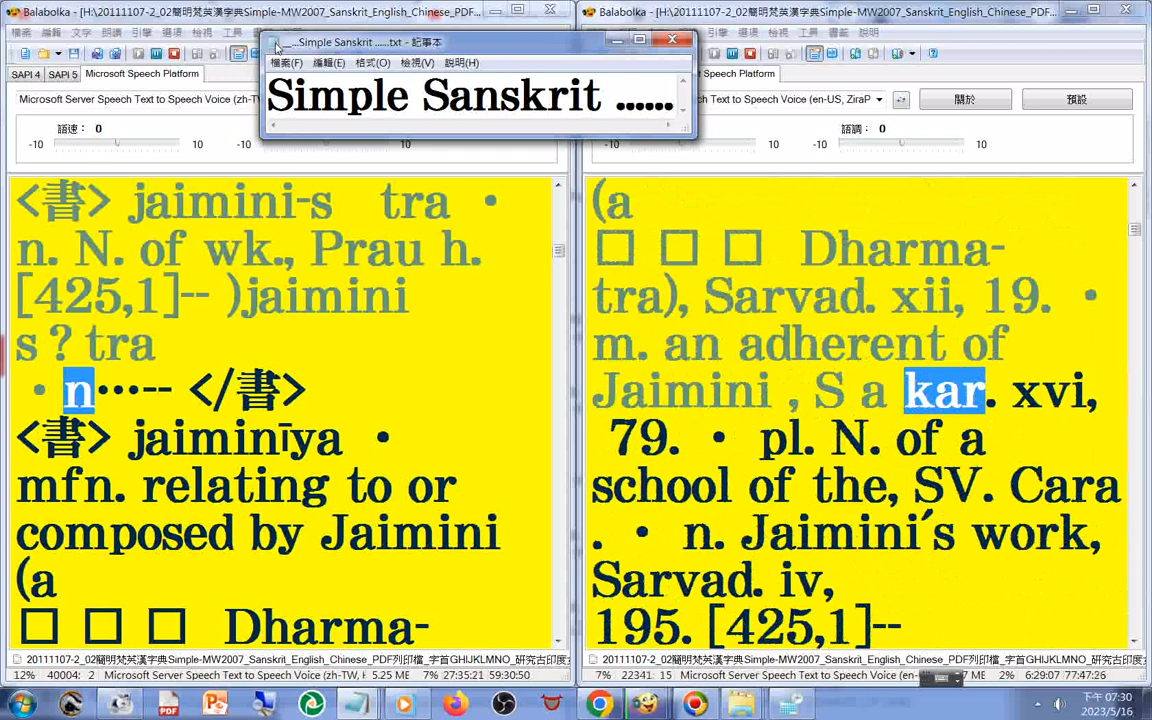 Balabolka - [H:\20111107-2_02簡明梵英漢字典Simple-MW2007_Sanskrit_English_Chinese_PDF...
Balabolka - [H:\20111107-2_02簡明梵英漢字典Simple-MW2007_Sanskrit_English_Chinese_PDF...
__...Simple Sanskrit ......txt - 記事本
檔案(F) 編輯(E) 格式(O) 檢視(V) 說明(H)
Simple Sanskrit ......
SAPI 4 SAPI 5 Microsoft Speech Platform
Microsoft Server Speech Text to Speech Voice (zh-TW
Microsoft Server Speech Text to Speech Voice (en-US, ZiraP
關於 預設
語速： 0
-10 10 -10 10
語調： 0
-10 10 -10 10
<書> jaimini-s tra •
n. N. of wk., Prau h.
[425,1]-- )jaimini
s ? tra
• n…-- </書>
<書> jaiminīya •
mfn. relating to or
composed by Jaimini
(a
□ □ □ Dharma-
(a
□ □ □ Dharma-
tra), Sarvad. xii, 19. •
m. an adherent of
Jaimini , S a kar. xvi,
79. • pl. N. of a
school of the, SV. Cara
. • n. Jaimini′s work,
Sarvad. iv,
195. [425,1]--
20111107-2_02簡明梵英漢字典Simple-MW2007_Sanskrit_English_Chinese_PDF列印檔_字首GHIJKLMNO_研究古印度
20111107-2_02簡明梵英漢字典Simple-MW2007_Sanskrit_English_Chinese_PDF列印檔_字首GHIJKLMNO_研究古印度
12% 40004: 2 Microsoft Server Speech Text to Speech Voice (zh-TW, 5.25 MB 27:35:21 59:30:50
7% 22341: 15 Microsoft Server Speech Text to Speech Voice (en-US, Z 2% 6:29:07 77:47:26
下午 07:30
2023/5/16